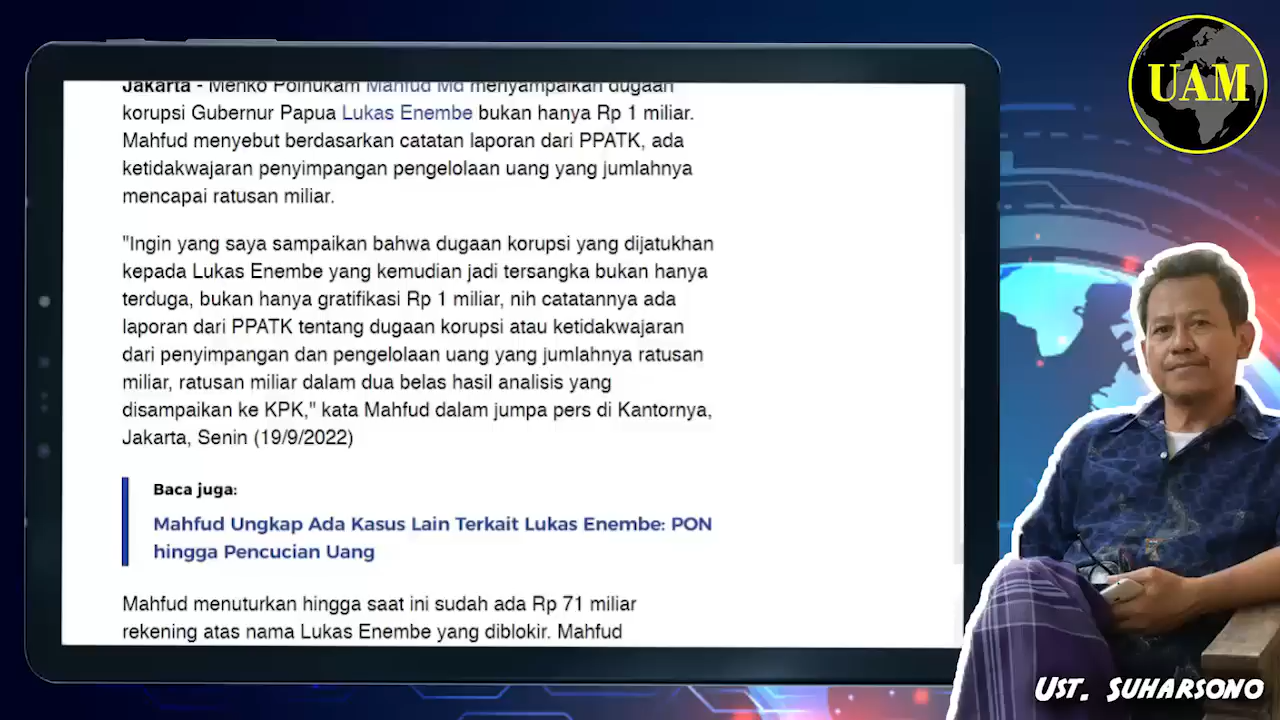 Jakarta - Menko Polhukam Mahfud Md menyampaikan dugaan
korupsi Gubernur Papua Lukas Enembe bukan hanya Rp 1 miliar.
Mahfud menyebut berdasarkan catatan laporan dari PPATK, ada
ketidakwajaran penyimpangan pengelolaan uang yang jumlahnya
mencapai ratusan miliar.
"Ingin yang saya sampaikan bahwa dugaan korupsi yang dijatuhkan
kepada Lukas Enembe yang kemudian jadi tersangka bukan hanya
terduga, bukan hanya gratifikasi Rp 1 miliar, nih catatannya ada
laporan dari PPATK tentang dugaan korupsi atau ketidakwajaran
dari penyimpangan dan pengelolaan uang yang jumlahnya ratusan
miliar, ratusan miliar dalam dua belas hasil analisis yang
disampaikan ke KPK," kata Mahfud dalam jumpa pers di Kantornya,
Jakarta, Senin (19/9/2022)
Baca juga:
Mahfud Ungkap Ada Kasus Lain Terkait Lukas Enembe: PON
hingga Pencucian Uang
Mahfud menuturkan hingga saat ini sudah ada Rp 71 miliar
rekening atas nama Lukas Enembe yang diblokir. Mahfud
UAM
UST. SUHARSONO